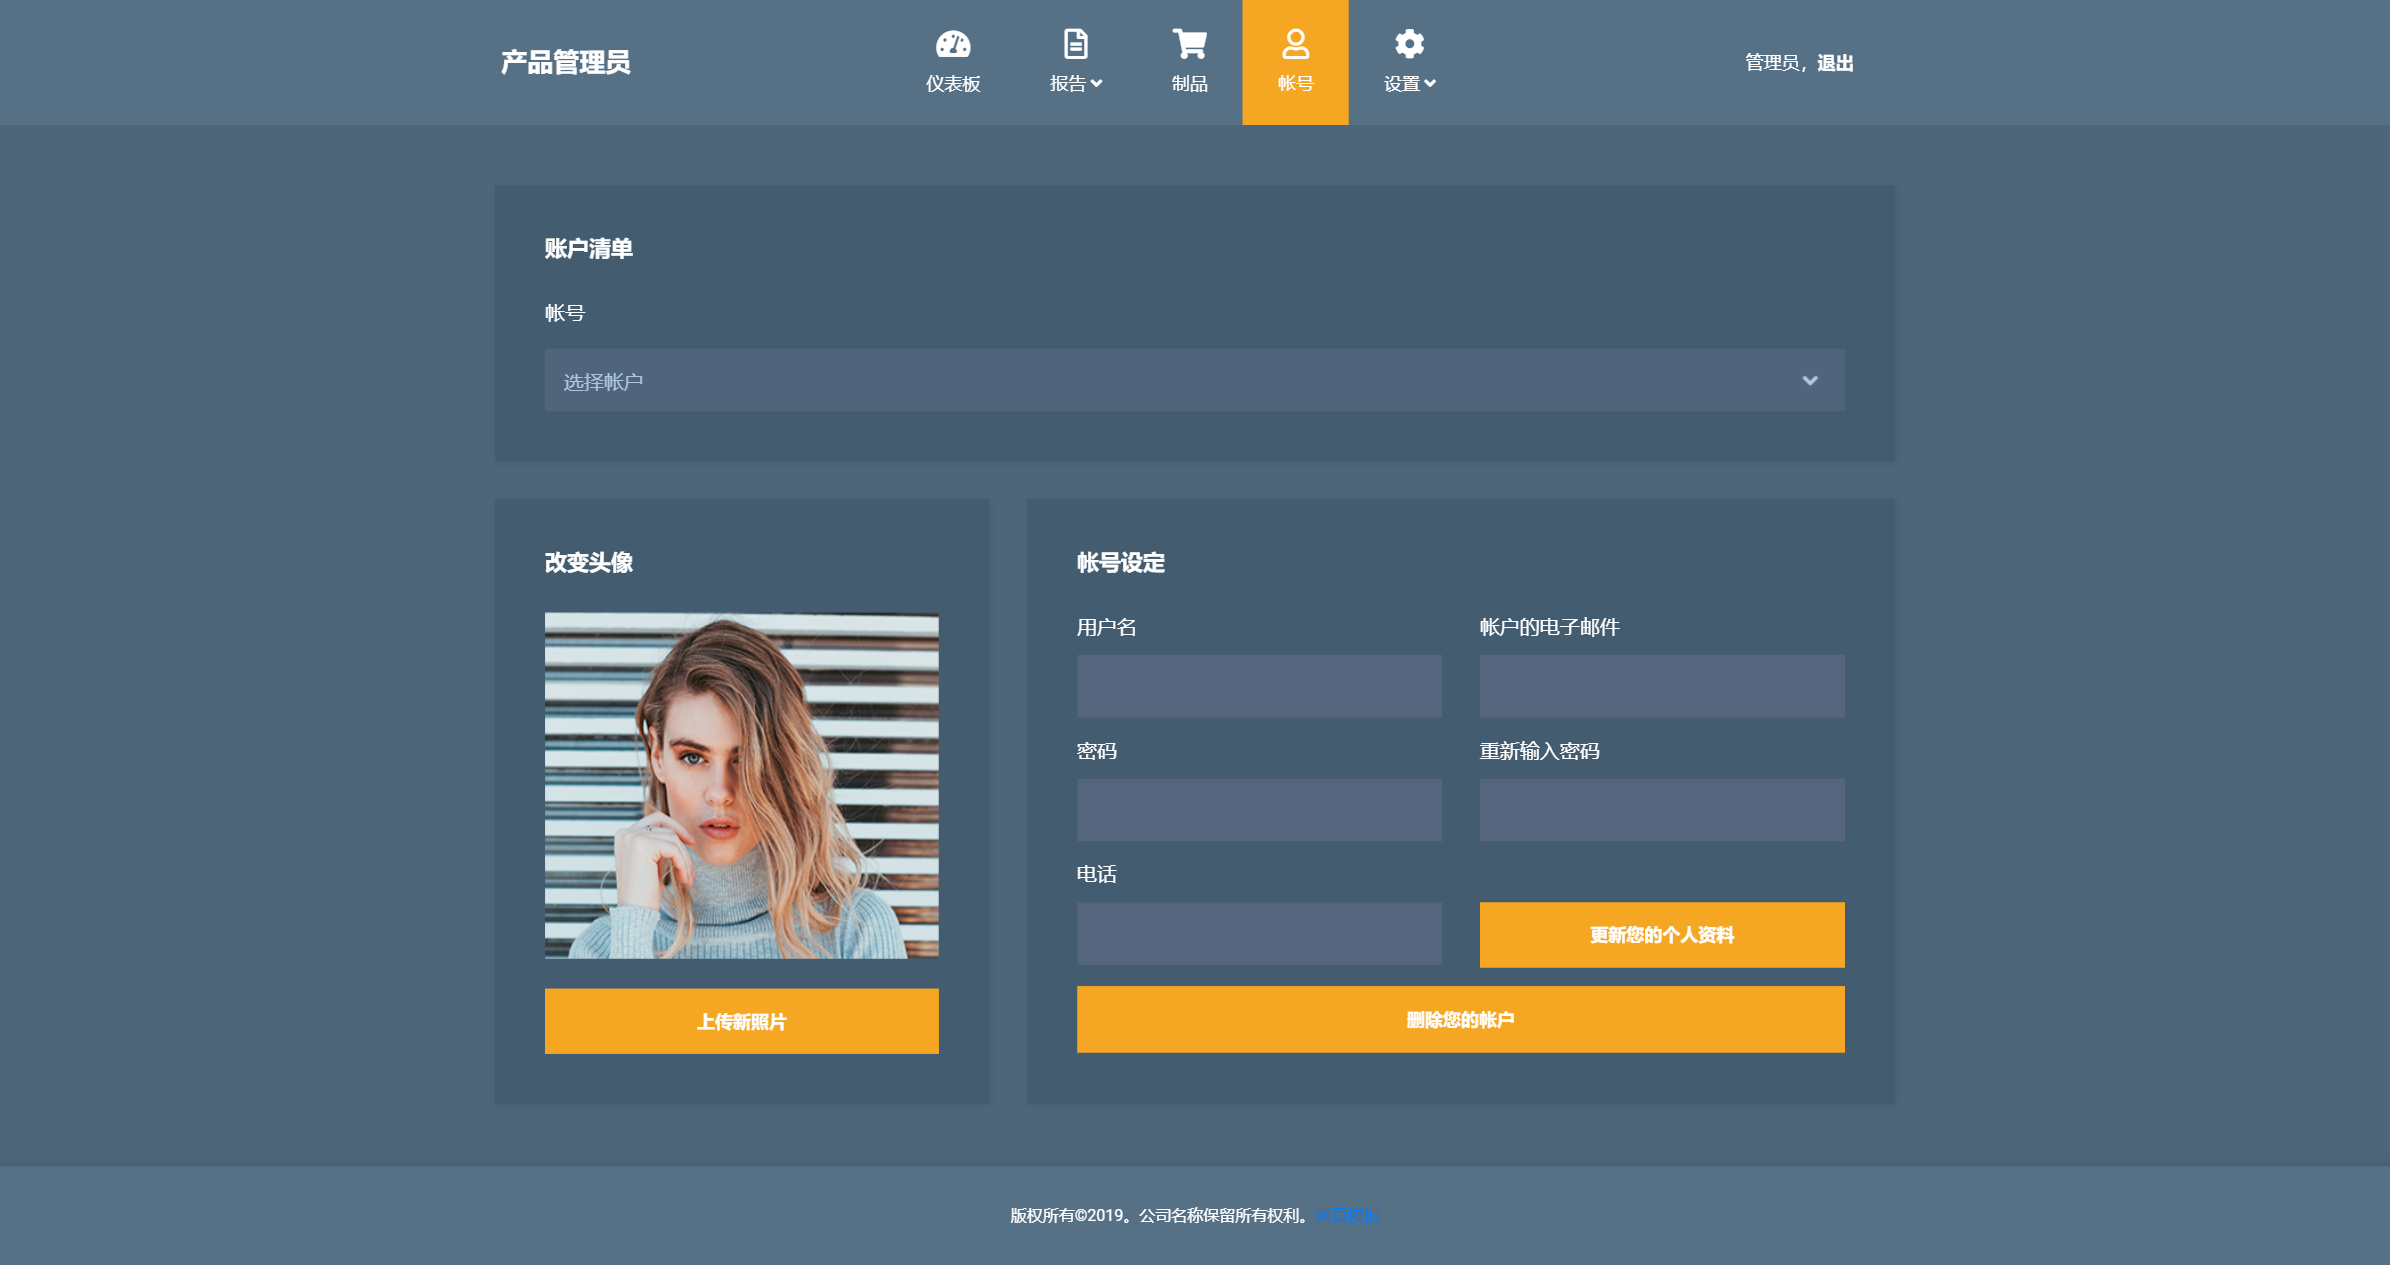 产品管理员
仪表板
报告
制品
帐号
设置
管理员，退出
账户清单
帐号
选择帐户
改变头像
上传新照片
帐号设定
用户名
帐户的电子邮件
密码
重新输入密码
电话
更新您的个人资料
删除您的帐户
版权所有©2019。公司名称保留所有权利。网页模板